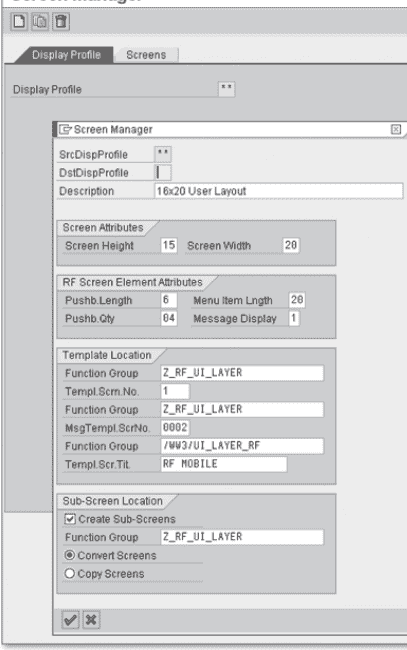 Screen Manager
Display Profile Screens
Display Profile **
Screen Manager
SrcDispProfile **
DstDispProfile
Description 16x20 User Layout
Screen Attributes
Screen Height 15 Screen Width 20
RF Screen Element Attributes
Pushb.Length 6 Menu Item Lngth 20
Pushb.Qty 04 Message Display 1
Template Location
Function Group Z_RF_UI_LAYER
Templ.Scrn.No. 1
Function Group Z_RF_UI_LAYER
MsgTempl.ScrNo. 0002
Function Group /WW3/UI_LAYER_RF
Templ.Scr.Tit. RF MOBILE
Sub-Screen Location
Create Sub-Screens
Function Group Z_RF_UI_LAYER
Convert Screens
Copy Screens